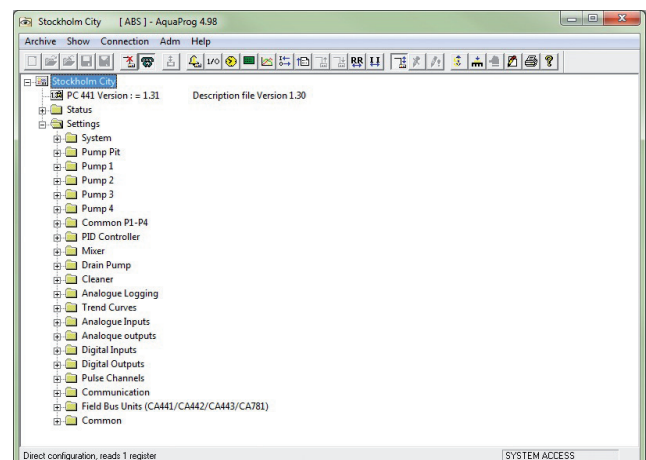 Stockholm City [ ABS ] - AquaProg 4.98
Archive Show Connection Adm Help
Stockholm City
PC 441 Version : = 1.31 Description file Version 1.30
Status
Settings
System
Pump Pit
Pump 1
Pump 2
Pump 3
Pump 4
Common P1-P4
PID Controller
Mixer
Drain Pump
Cleaner
Analogue Logging
Trend Curves
Analogue Inputs
Analoque outputs
Digital Inputs
Digital Outputs
Pulse Channels
Communication
Field Bus Units (CA441/CA442/CA443/CA781)
Common
Direct configuration, reads 1 register SYSTEM ACCESS